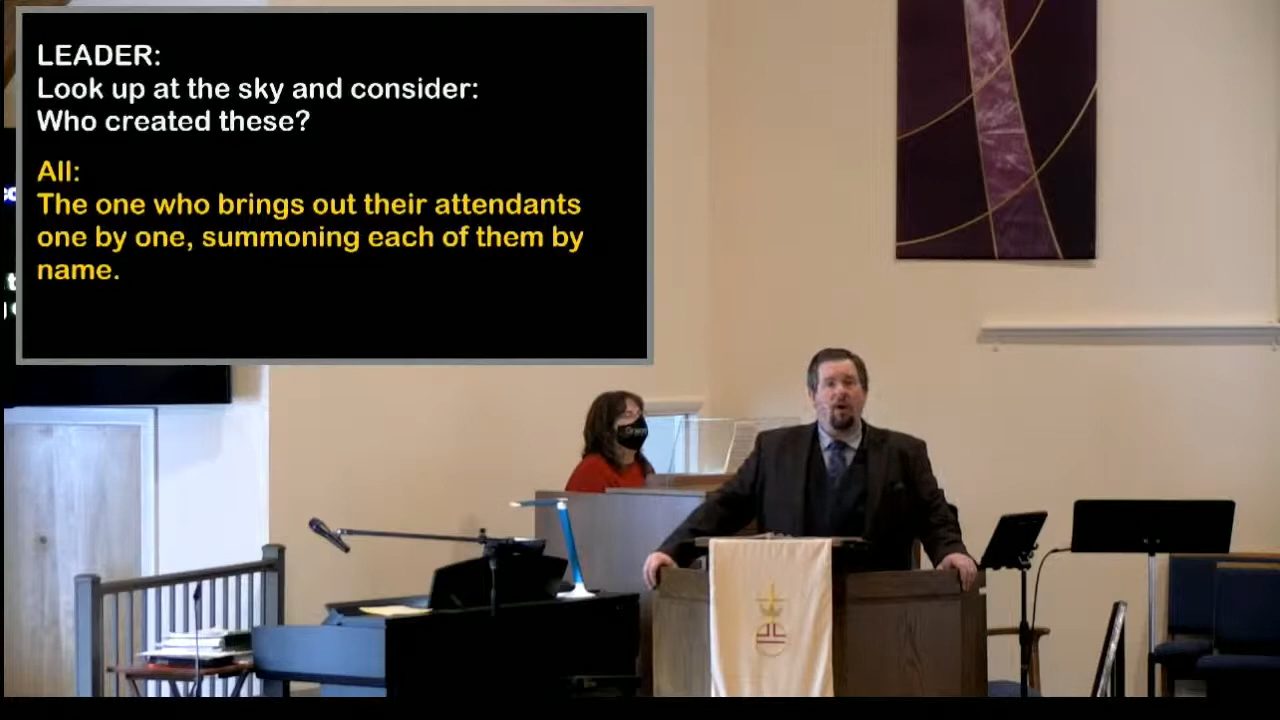 LEADER:
Look up at the sky and consider:
Who created these?
All:
The one who brings out their attendants
one by one, summoning each of them by
name.